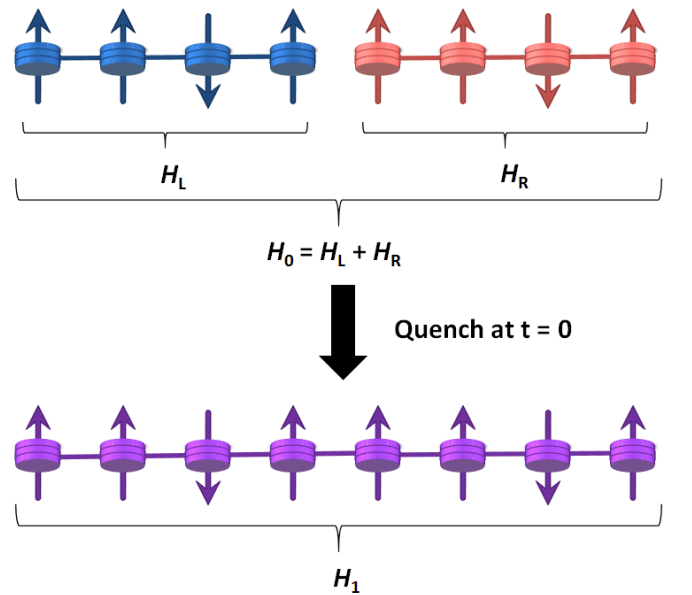 H_L H_R
H_0 = H_L + H_R
Quench at t = 0
H_1